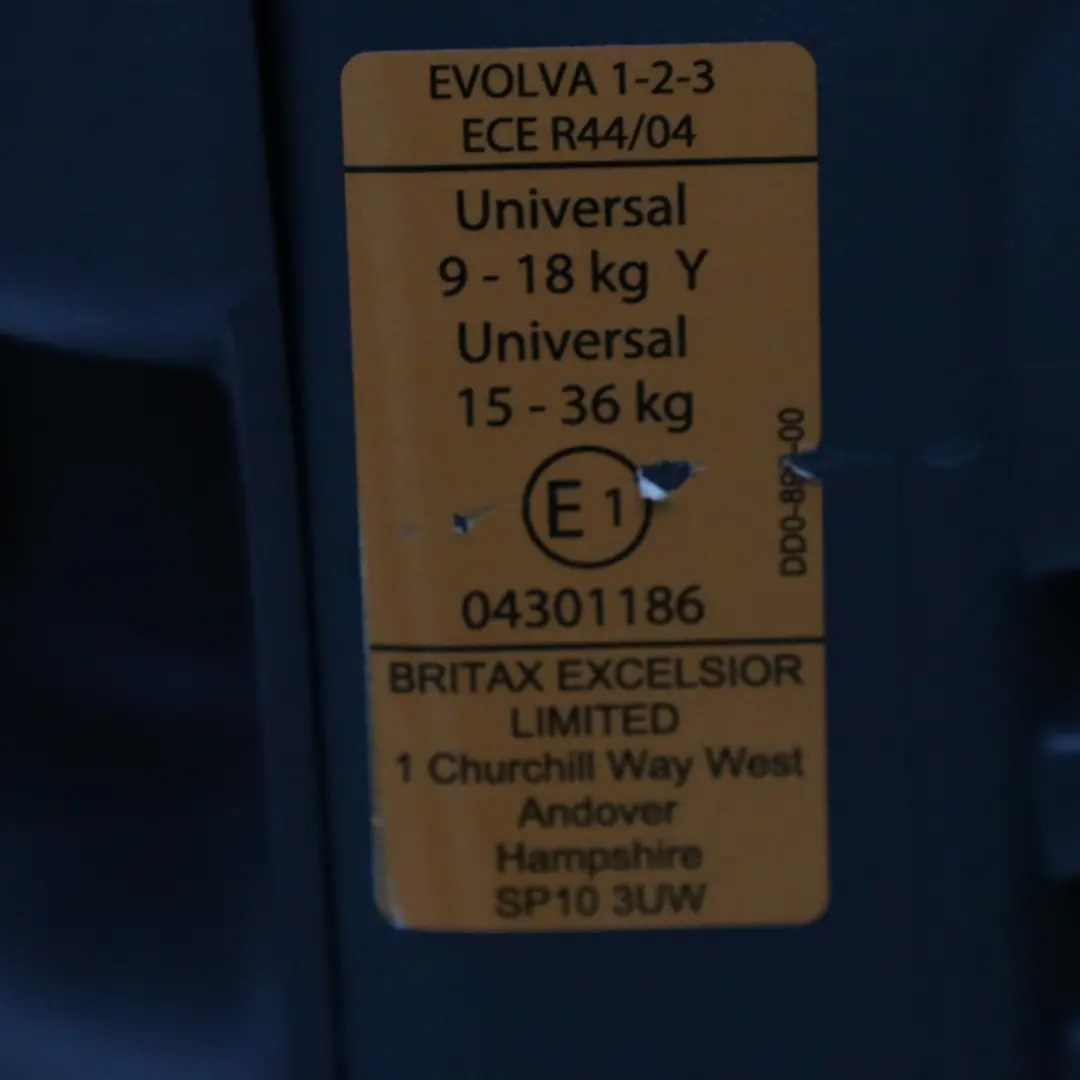 EVOLVA 1-2-3
ECE R44/04
Universal
9 - 18 kg Y
Universal
15 - 36 kg
E 1
04301186
BRITAX EXCELSIOR
LIMITED
1 Churchill Way West
Andover
Hampshire
SP10 3UW